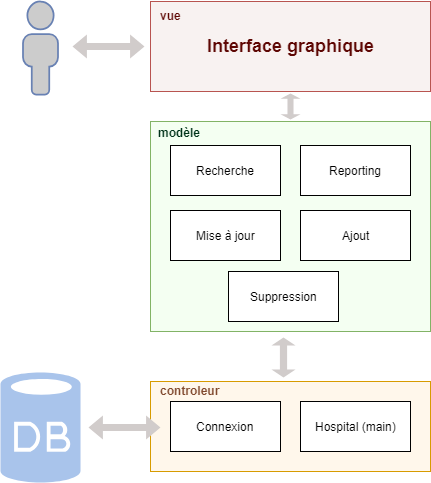 vue
Interface graphique
modèle
Recherche
Reporting
Mise à jour
Ajout
Suppression
controleur
DB
Connexion
Hospital (main)